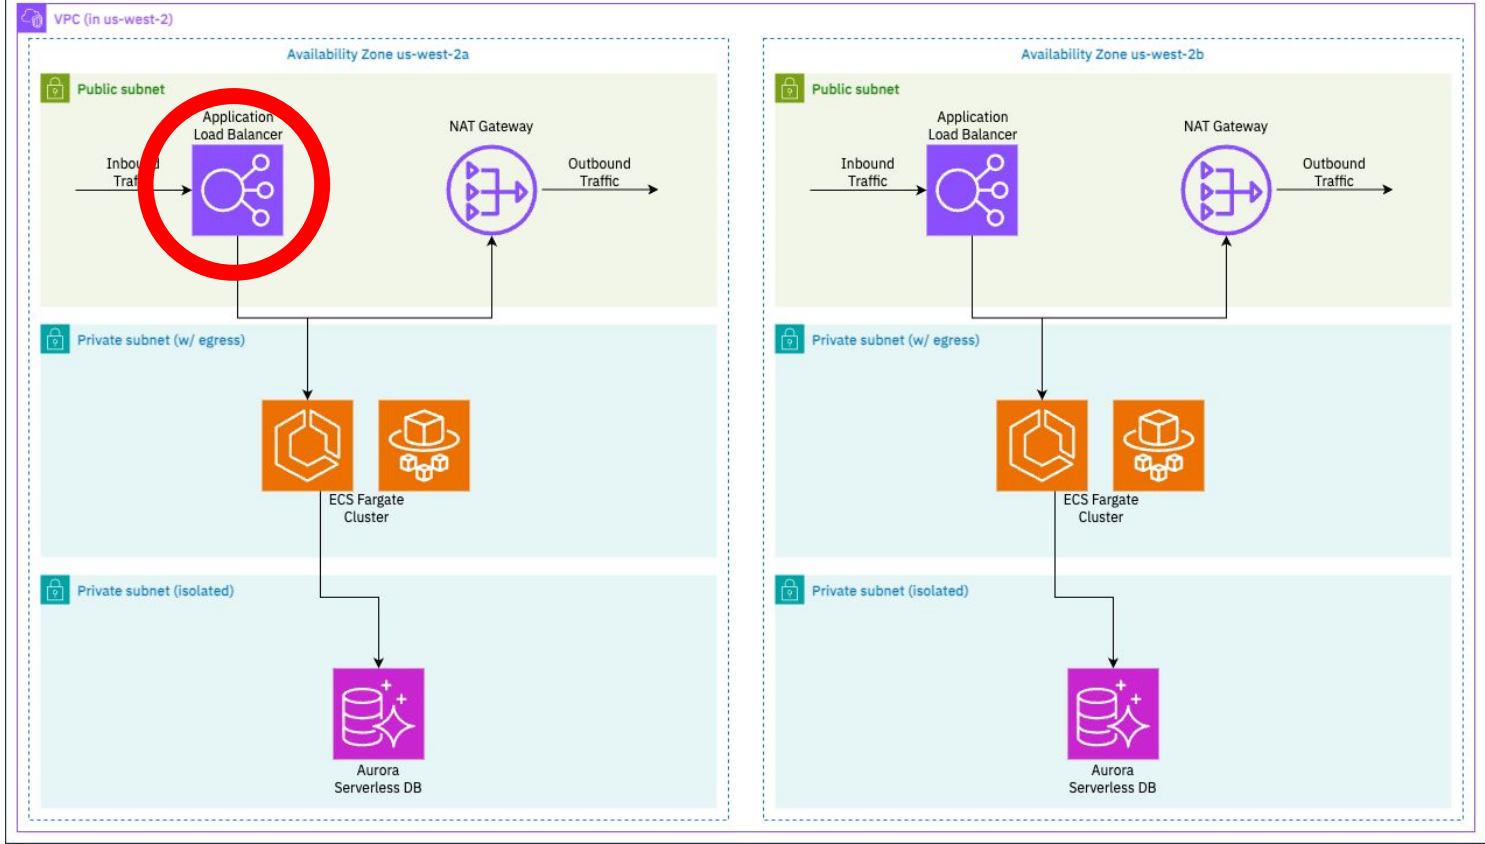 VPC (in us-west-2)
Availability Zone us-west-2a
Public subnet
Application
Load Balancer
NAT Gateway
Inbound
Traffic
Outbound
Traffic
Private subnet (w/ egress)
ECS Fargate
Cluster
Private subnet (isolated)
Aurora
Serverless DB
Availability Zone us-west-2b
Public subnet
Application
Load Balancer
NAT Gateway
Inbound
Traffic
Outbound
Traffic
Private subnet (w/ egress)
ECS Fargate
Cluster
Private subnet (isolated)
Aurora
Serverless DB